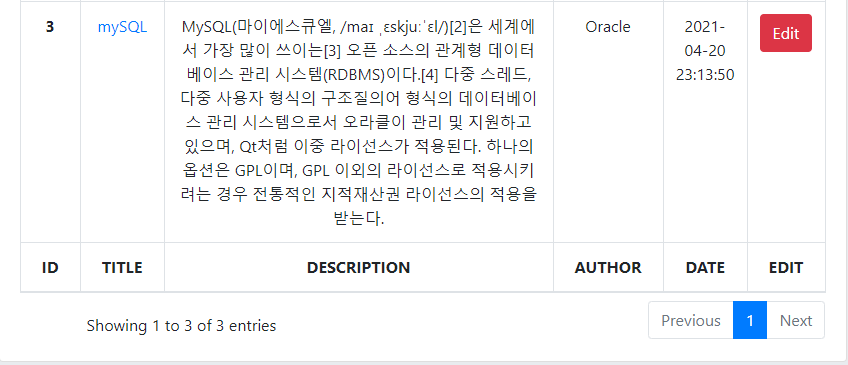 3 mySQL MySQL(마이에스큐엘, /maɪ ˌɛskjuːˈɛl/)[2]은 세계에 Oracle 2021- Edit
서 가장 많이 쓰이는[3] 오픈 소스의 관계형 데이터 04-20
베이스 관리 시스템(RDBMS)이다.[4] 다중 스레드, 23:13:50
다중 사용자 형식의 구조질의어 형식의 데이터베이
스 관리 시스템으로서 오라클이 관리 및 지원하고
있으며, Qt처럼 이중 라이선스가 적용된다. 하나의
옵션은 GPL이며, GPL 이외의 라이선스로 적용시키
려는 경우 전통적인 지적재산권 라이선스의 적용을
받는다.
ID TITLE DESCRIPTION AUTHOR DATE EDIT
Showing 1 to 3 of 3 entries Previous 1 Next